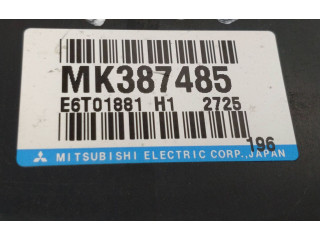 MK387485
E6T01881 H1 2725
196
MITSUBISHI ELECTRIC CORP., JAPAN